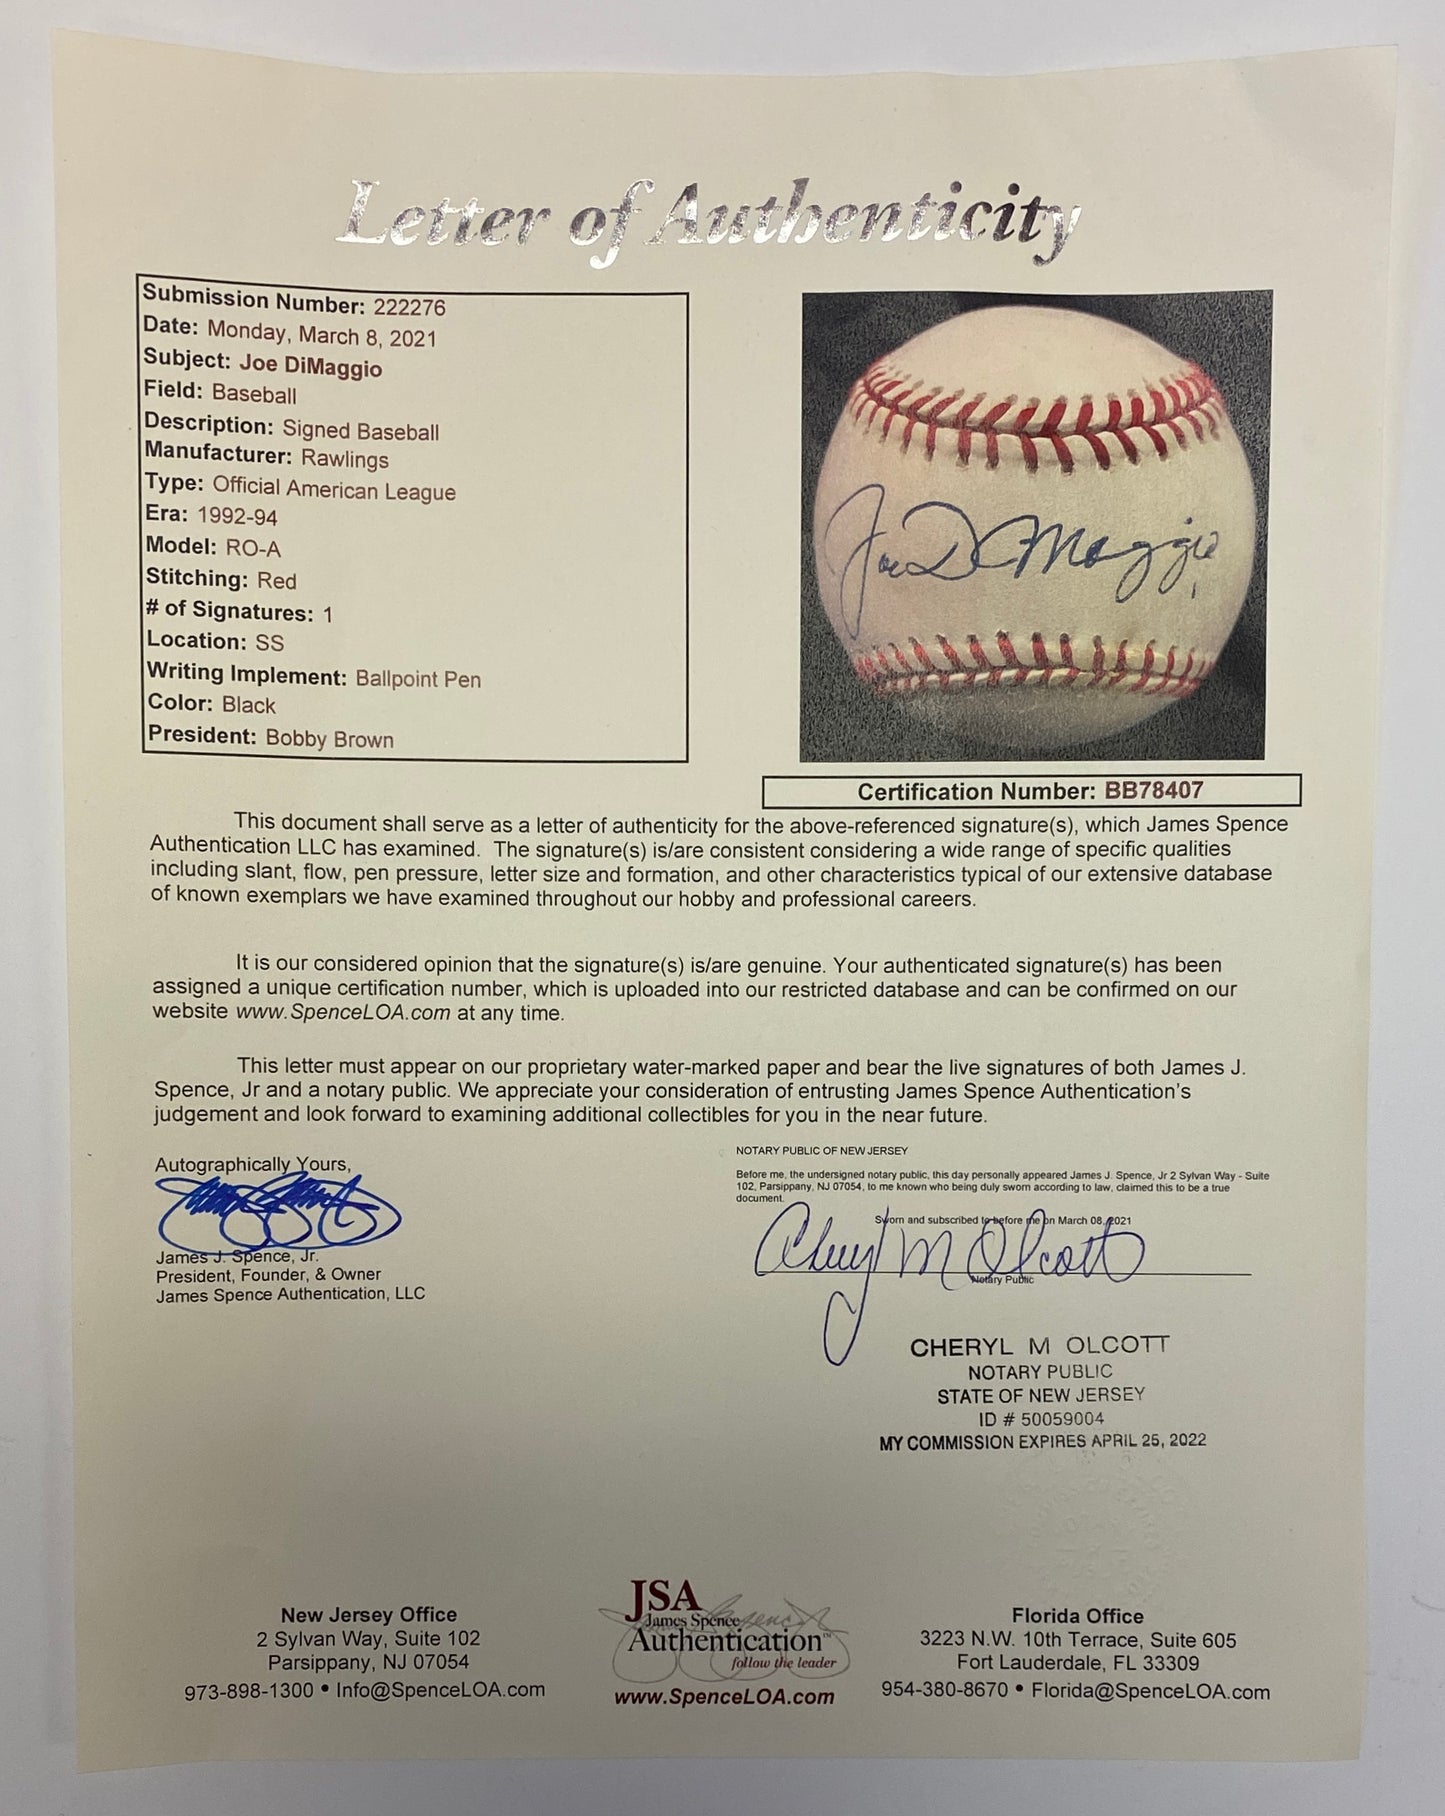 Letter of Authenticity
Submission Number: 222276
Date: Monday, March 8, 2021
Subject: Joe DiMaggio
Field: Baseball
Description: Signed Baseball
Manufacturer: Rawlings
Type: Official American League
Era: 1992-94
Model: RO-A
Stitching: Red
# of Signatures: 1
Location: SS
Writing Implement: Ballpoint Pen
Color: Black
President: Bobby Brown
Joe DiMaggio
Certification Number: BB78407
This document shall serve as a letter of authenticity for the above-referenced signature(s), which James Spence
Authentication LLC has examined. The signature(s) is/are consistent considering a wide range of specific qualities
including slant, flow, pen pressure, letter size and formation, and other characteristics typical of our extensive database
of known exemplars we have examined throughout our hobby and professional careers.
It is our considered opinion that the signature(s) is/are genuine. Your authenticated signature(s) has been
assigned a unique certification number, which is uploaded into our restricted database and can be confirmed on our
website www.SpenceLOA.com at any time.
This letter must appear on our proprietary water-marked paper and bear the live signatures of both James J.
Spence, Jr and a notary public. We appreciate your consideration of entrusting James Spence Authentication's
judgement and look forward to examining additional collectibles for you in the near future.
Autographically Yours,
James J. Spence, Jr.
President, Founder, & Owner
James Spence Authentication, LLC
NOTARY PUBLIC OF NEW JERSEY
Before me, the undersigned notary public, this day personally appeared James J. Spence, Jr 2 Sylvan Way - Suite
102, Parsippany, NJ 07054, to me known who being duly sworn according to law, claimed this to be a true
document.
Sworn and subscribed to before me on March 08, 2021
Cheryl M Olcott
Notary Public
CHERYL M OLCOTT
NOTARY PUBLIC
STATE OF NEW JERSEY
ID # 50059004
MY COMMISSION EXPIRES APRIL 25, 2022
New Jersey Office
2 Sylvan Way, Suite 102
Parsippany, NJ 07054
973-898-1300 • Info@SpenceLOA.com
JSA
James Spence
Authentication™
follow the leader
www.SpenceLOA.com
Florida Office
3223 N.W. 10th Terrace, Suite 605
Fort Lauderdale, FL 33309
954-380-8670 • Florida@SpenceLOA.com